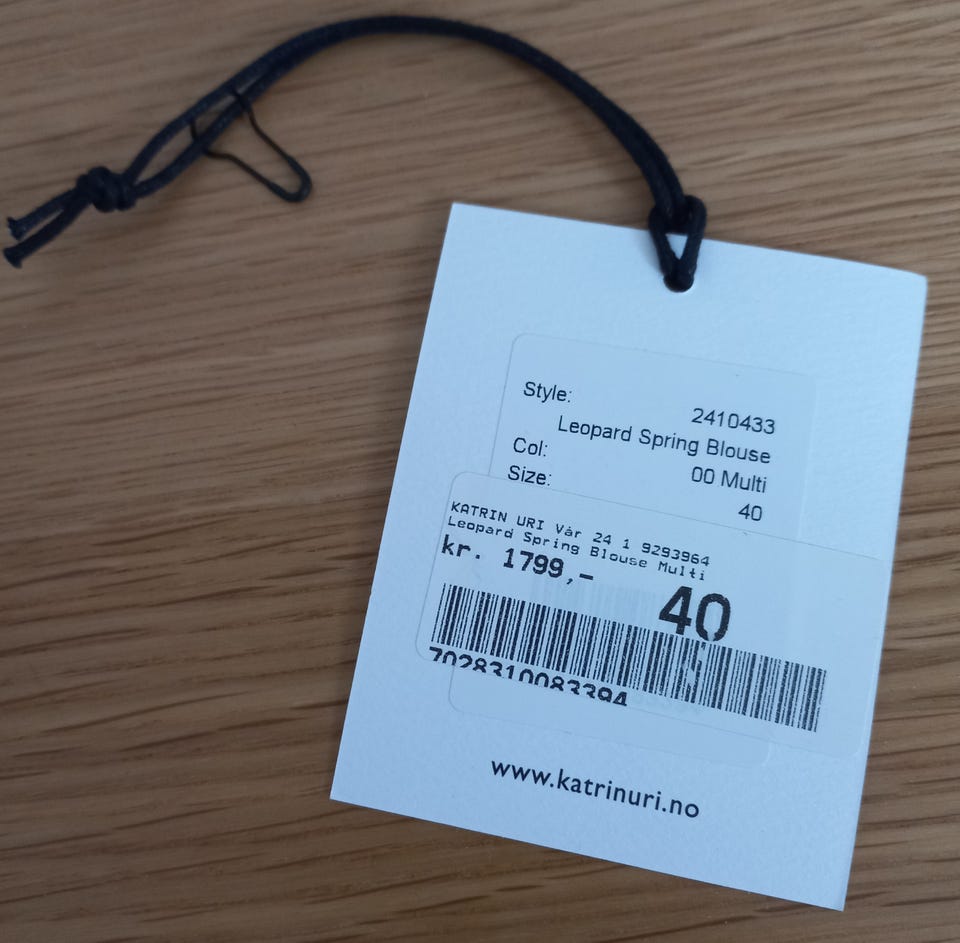 Style:
2410433
Leopard Spring Blouse
Col:
00 Multi
Size:
40
KATRIN URI Vår 24 1 9293964
Leopard Spring Blouse Multi
kr. 1799,-
40
7028310083394
www.katrinuri.no